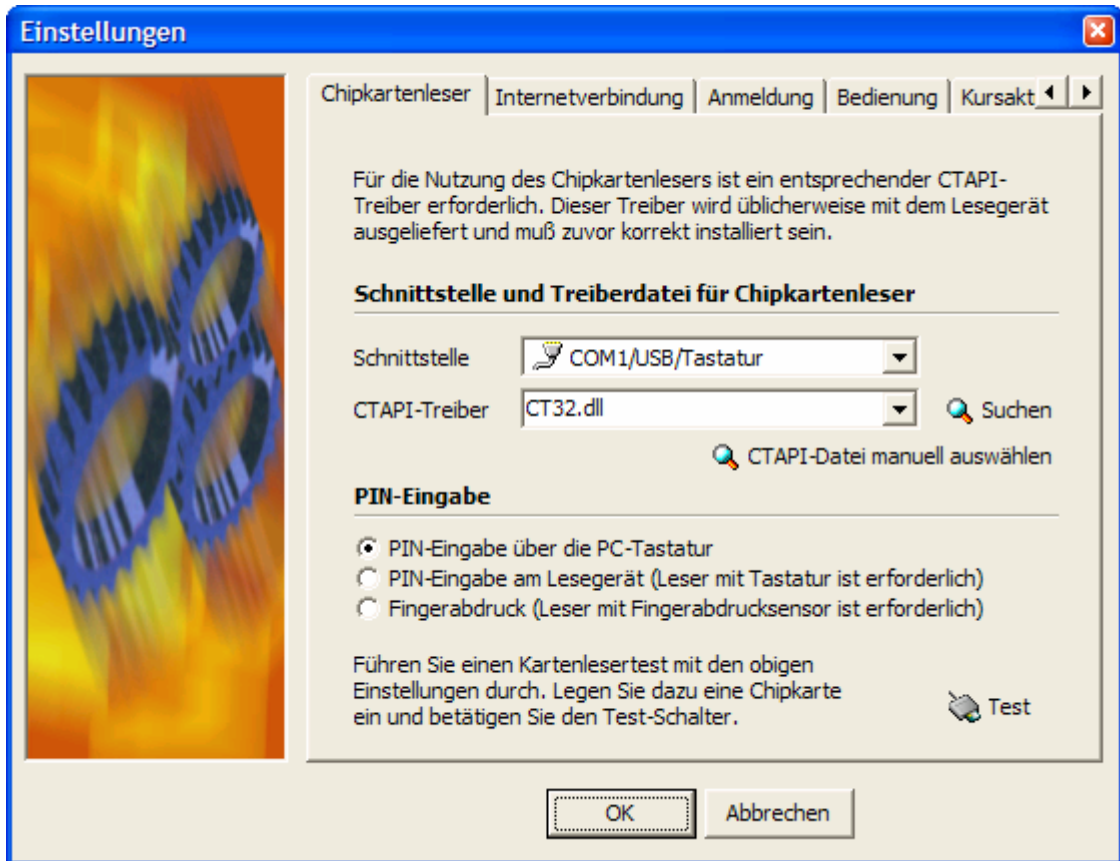 Einstellungen
Chipkartenleser Internetverbindung Anmeldung Bedienung Kursakt
Für die Nutzung des Chipkartenlesers ist ein entsprechender CTAPI-
Treiber erforderlich. Dieser Treiber wird üblicherweise mit dem Lesegerät
ausgeliefert und muß zuvor korrekt installiert sein.
Schnittstelle und Treiberdatei für Chipkartenleser
Schnittstelle COM1/USB/Tastatur
CTAPI-Treiber CT32.dll Suchen
CTAPI-Datei manuell auswählen
PIN-Eingabe
PIN-Eingabe über die PC-Tastatur
PIN-Eingabe am Lesegerät (Leser mit Tastatur ist erforderlich)
Fingerabdruck (Leser mit Fingerabdrucksensor ist erforderlich)
Führen Sie einen Kartenlesertest mit den obigen
Einstellungen durch. Legen Sie dazu eine Chipkarte
ein und betätigen Sie den Test-Schalter.
Test
OK Abbrechen